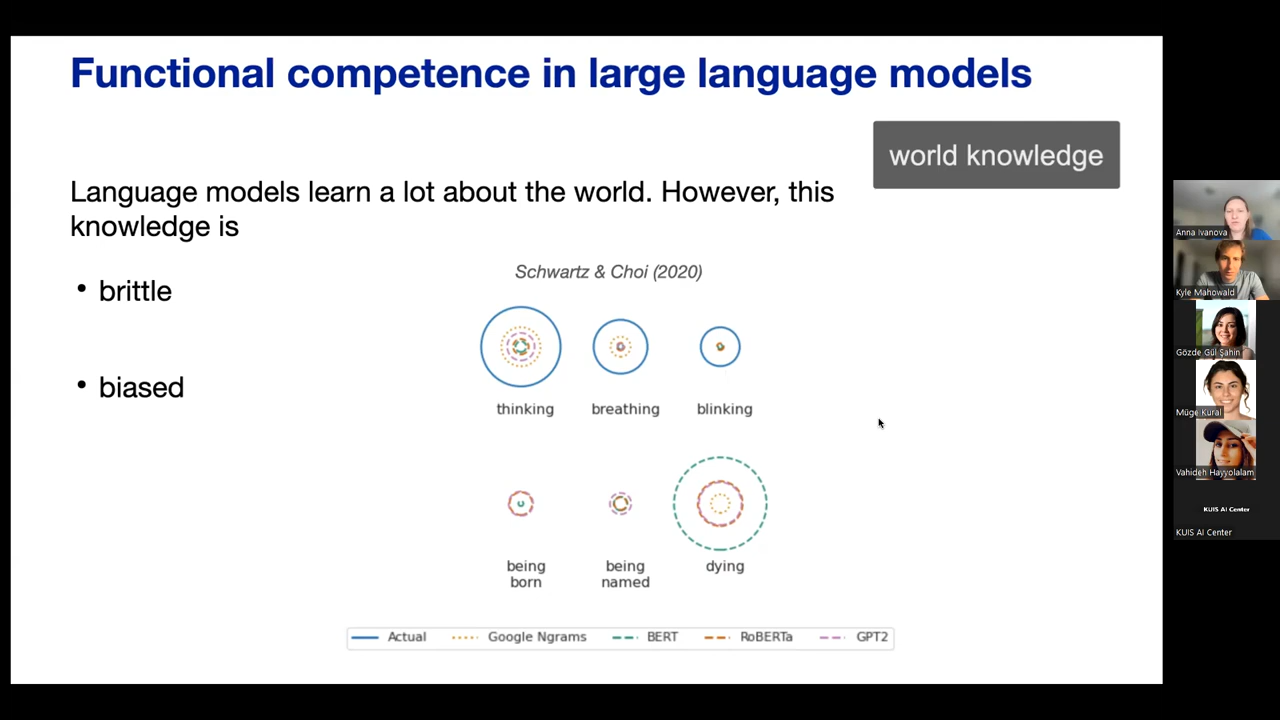 Functional competence in large language models
world knowledge
Language models learn a lot about the world. However, this
knowledge is
• brittle
• biased
Schwartz & Choi (2020)
thinking
breathing
blinking
being
born
being
named
dying
Actual
Google Ngrams
BERT
RoBERTa
GPT2
Anna Ivanova
Kyle Mahowald
Gözde Gül Şahin
Müge Kural
Vahideh Hayyolalam
KUIS AI Center
KUIS AI Center